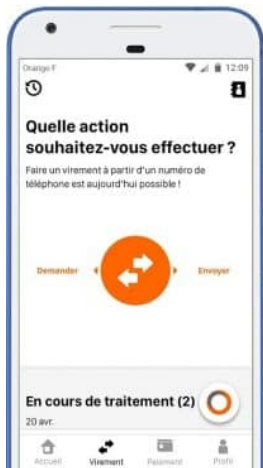 Orange F 12:09
Quelle action
souhaitez-vous effectuer ?
Faire un virement à partir d'un numéro de
téléphone est aujourd'hui possible !
Demander Envoyer
En cours de traitement (2)
20 avr.
Accueil Virement Paiement Profil